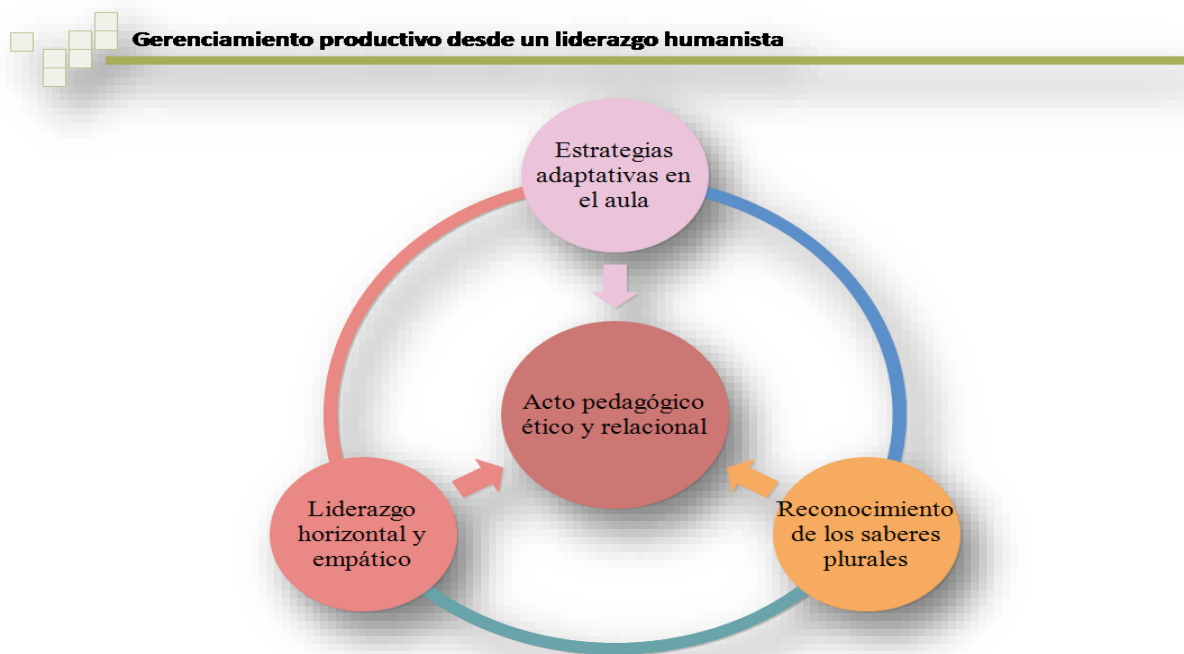 Gerenciamiento productivo desde un liderazgo humanista
Estrategias
adaptativas en
el aula
Acto pedagógico
ético y relacional
Liderazgo
horizontal y
empático
Reconocimiento
de los saberes
plurales